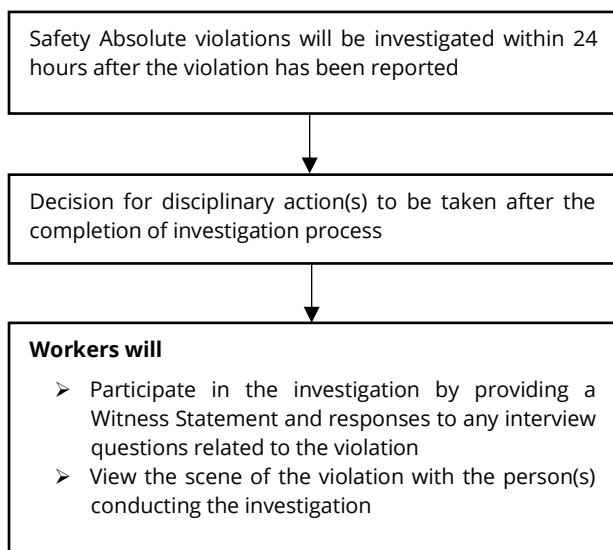 Safety Absolute violations will be investigated within 24
hours after the violation has been reported
Decision for disciplinary action(s) to be taken after the
completion of investigation process
Workers will
➢ Participate in the investigation by providing a
Witness Statement and responses to any interview
questions related to the violation
➢ View the scene of the violation with the person(s)
conducting the investigation